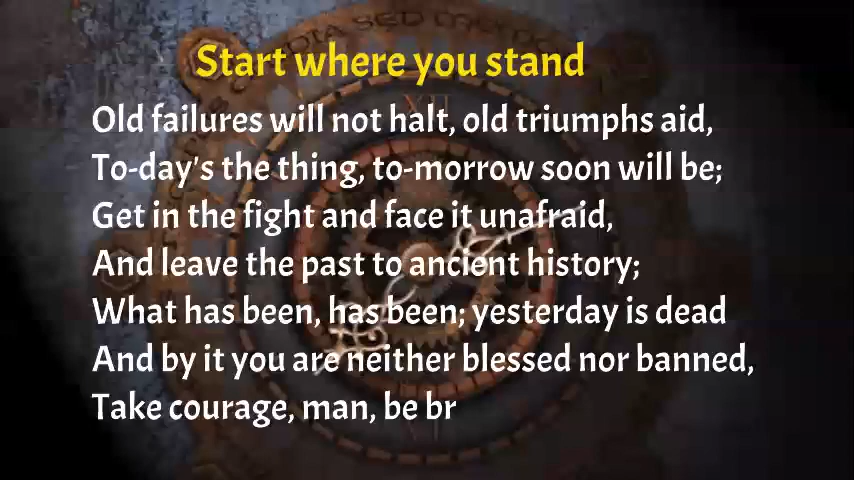 Start where you stand
Old failures will not halt, old triumphs aid,
To-day's the thing, to-morrow soon will be;
Get in the fight and face it unafraid,
And leave the past to ancient history;
What has been, has been; yesterday is dead
And by it you are neither blessed nor banned,
Take courage, man, be br